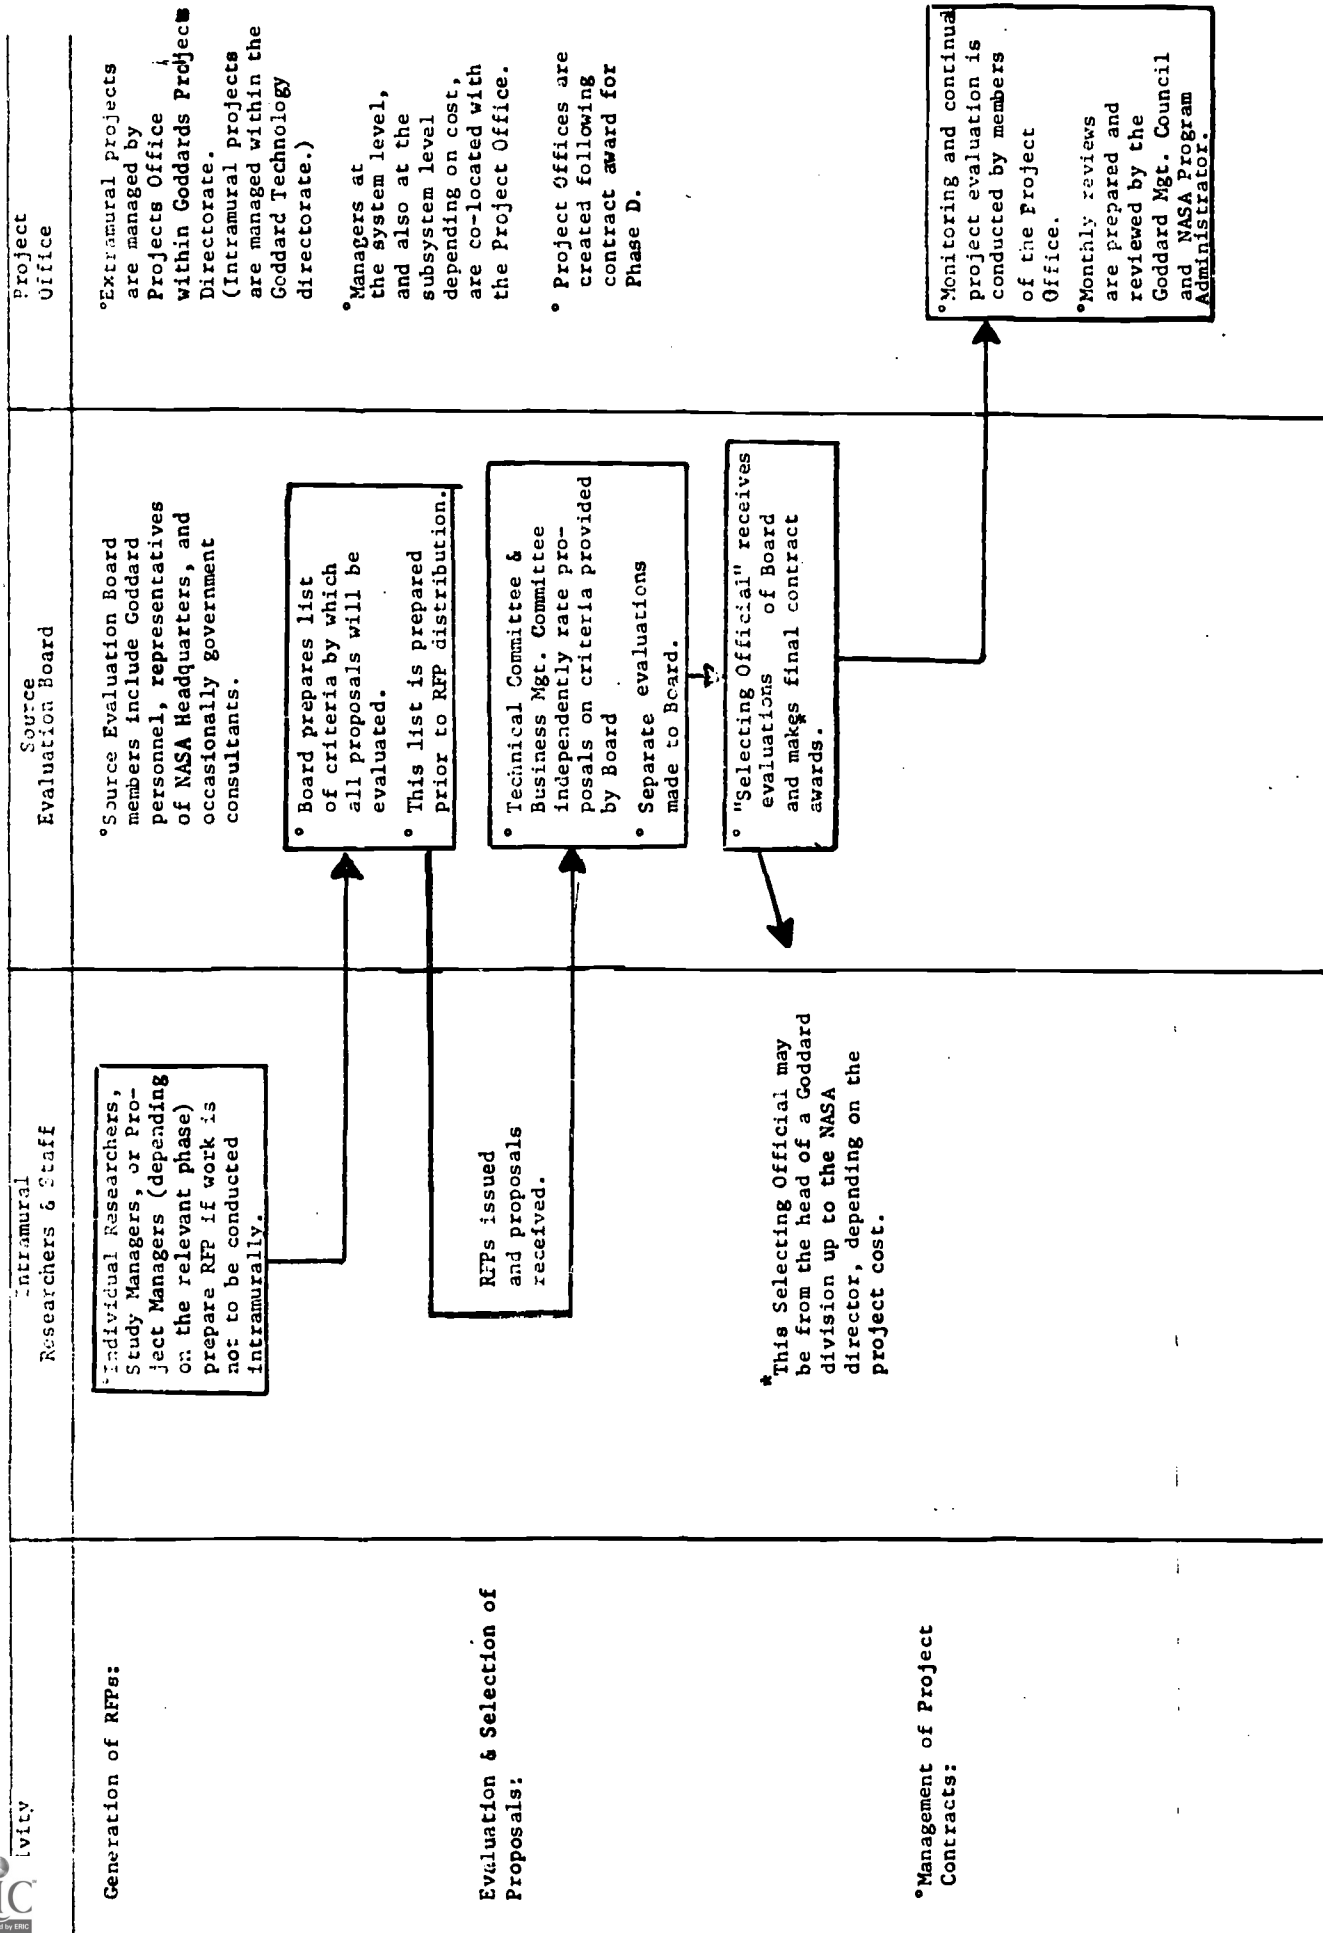 ivity
Intramural
Researchers & Staff
Source
Evaluation Board
Project
Office
Generation of RFPs:
°Individual Researchers,
Study Managers, or Pro-
ject Managers (depending
on the relevant phase)
prepare RFP if work is
not to be conducted
intramurally.
°Source Evaluation Board
members include Goddard
personnel, representatives
of NASA Headquarters, and
occasionally government
consultants.
° Board prepares list
of criteria by which
all proposals will be
evaluated.
° This list is prepared
prior to RFP distribution.
°Extramural projects
are managed by
Projects Office
within Goddards Projects
Directorate.
(Intramural projects
are managed within the
Goddard Technology
directorate.)
°Managers at
the system level,
and also at the
subsystem level
depending on cost,
are co-located with
the Project Office.
° Project Offices are
created following
contract award for
Phase D.
Evaluation & Selection of
Proposals:
RFPs issued
and proposals
received.
° Technical Committee &
Business Mgt. Committee
independently rate pro-
posals on criteria provided
by Board
° Separate evaluations
made to Board.
° "Selecting Official" receives
evaluations of Board
and makes final contract
*
awards.
*This Selecting Official may
be from the head of a Goddard
division up to the NASA
director, depending on the
project cost.
°Management of Project
Contracts:
°Monitoring and continual
project evaluation is
conducted by members
of the Project
Office.
°Monthly reviews
are prepared and
reviewed by the
Goddard Mgt. Council
and NASA Program
Administrator.
IC
d by ERIC